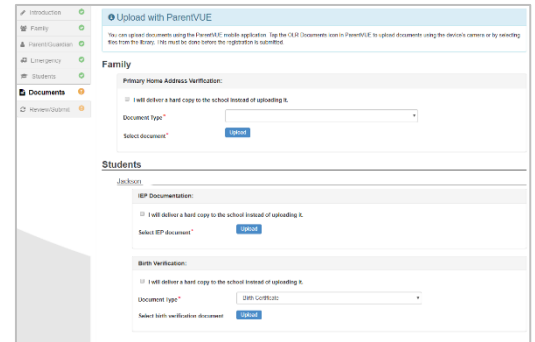 Introduction
Family
Parent/Guardian
Emergency
Students
Documents
Review/Submit
Upload with ParentVUE
You can upload documents using the ParentVUE mobile application. Tap the OLR Documents icon in ParentVUE to upload documents using the device's camera or by selecting
files from the library. This must be done before the registration is submitted.
Family
Primary Home Address Verification:
I will deliver a hard copy to the school instead of uploading it.
Document Type*
Select document*
Upload
Students
Jackson
IEP Documentation:
I will deliver a hard copy to the school instead of uploading it.
Select IEP document*
Upload
Birth Verification:
I will deliver a hard copy to the school instead of uploading it.
Document Type*
Birth Certificate
Select birth verification document
Upload